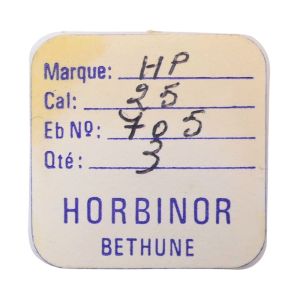 Marque: HP
Cal: 25
Eb Nº: 705
Qté: 3
HORBINOR
BETHUNE